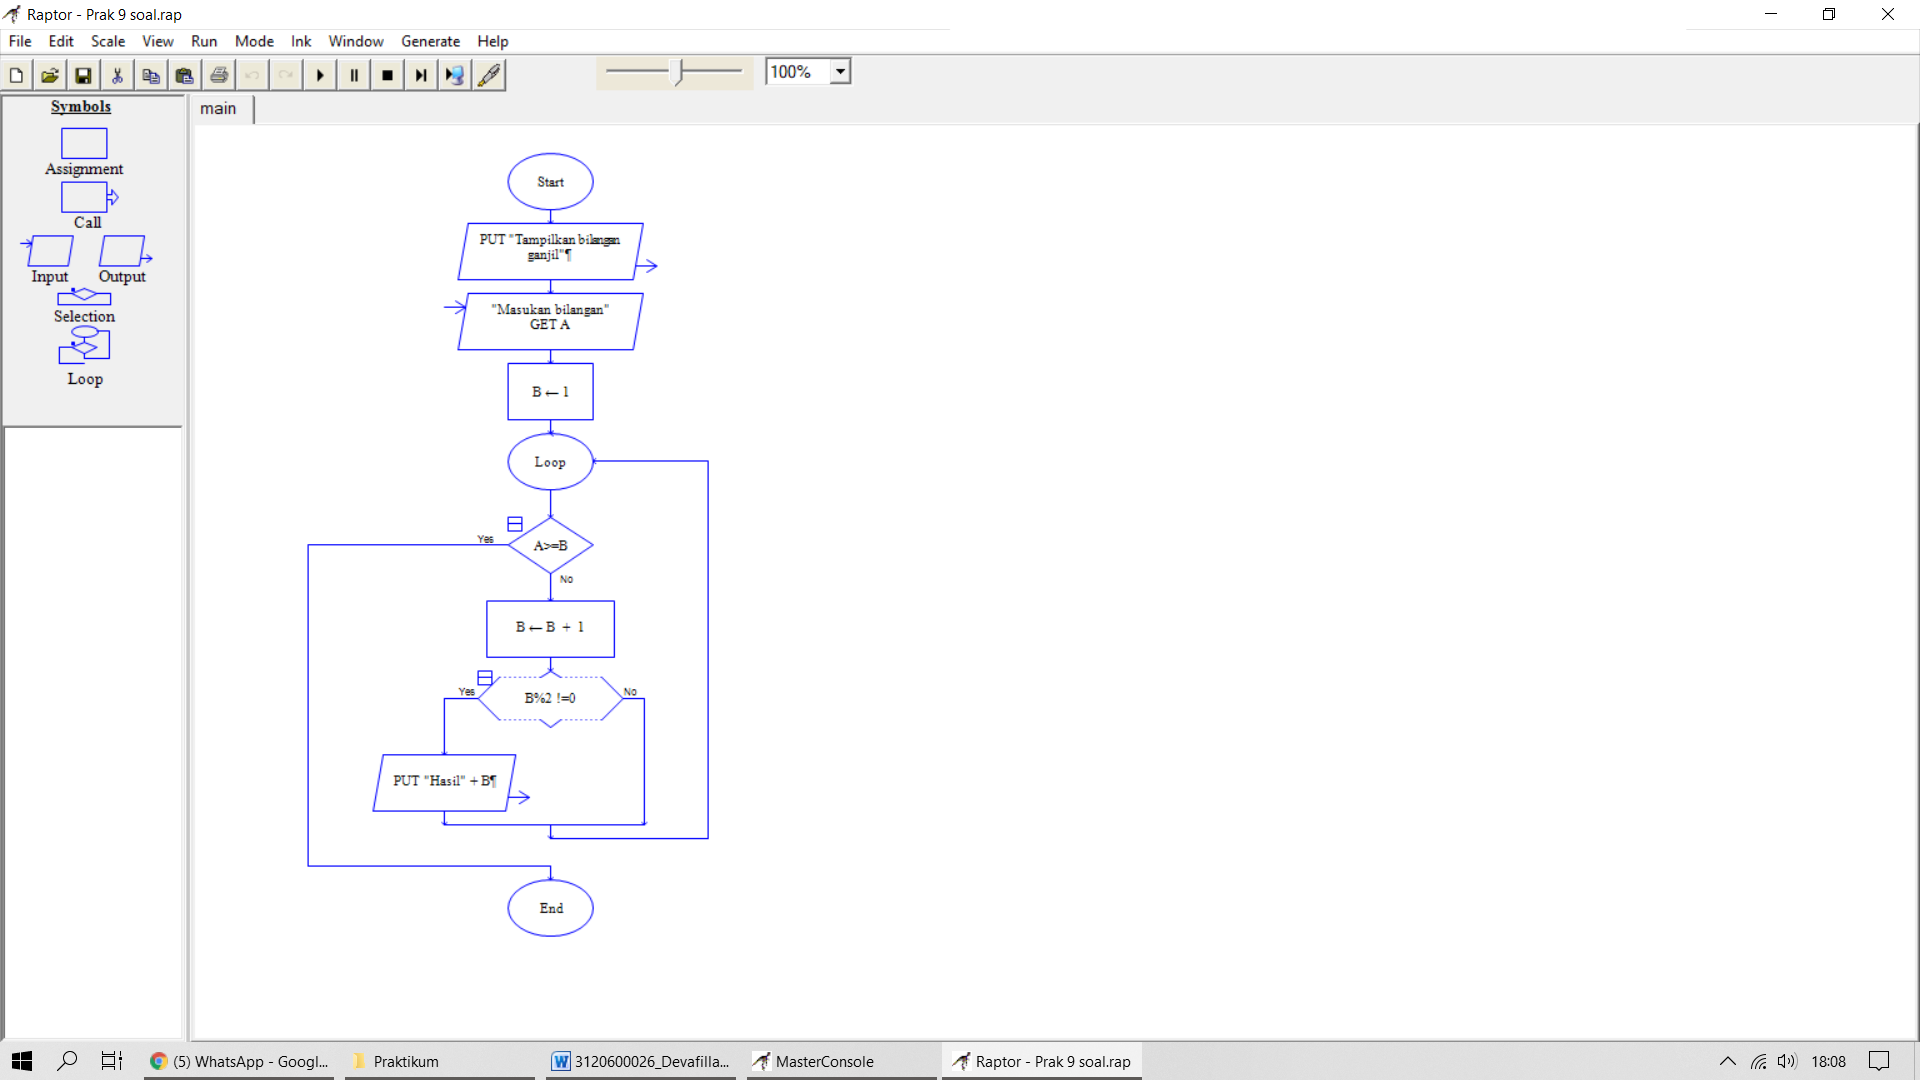 Raptor - Prak 9 soal.rap
File Edit Scale View Run Mode Ink Window Generate Help
100%
Symbols
Assignment
Call
Input Output
Selection
Loop
main
Start
PUT "Tampilkan bilangan
ganjil"¶
"Masukan bilangan"
GET A
B ← 1
Loop
Yes
A>=B
No
B ← B + 1
Yes
B%2 !=0
No
PUT "Hasil" + B¶
End
(5) WhatsApp - Googl...
Praktikum
3120600026_Devafilla...
MasterConsole
Raptor - Prak 9 soal.rap
18:08